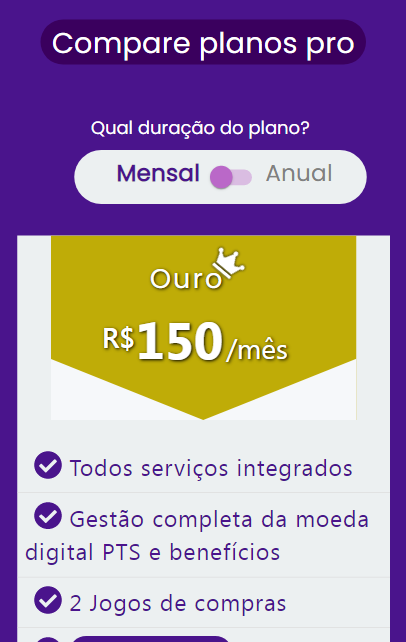 Compare planos pro
Qual duração do plano?
Mensal Anual
Ouro
R$150/mês
Todos serviços integrados
Gestão completa da moeda
digital PTS e benefícios
2 Jogos de compras